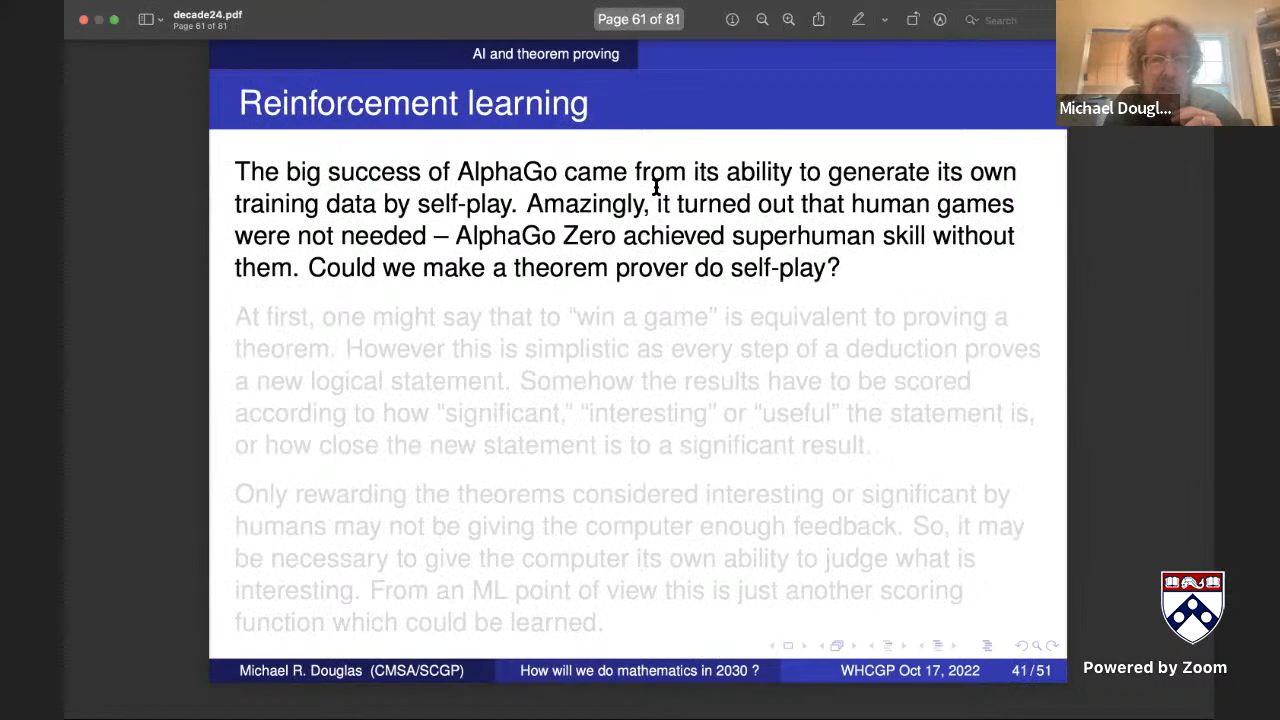 decade24.pdf
Page 61 of 81
Page 61 of 81
Search
AI and theorem proving
Michael Dougl...
Reinforcement learning
The big success of AlphaGo came from its ability to generate its own
training data by self-play. Amazingly, it turned out that human games
were not needed – AlphaGo Zero achieved superhuman skill without
them. Could we make a theorem prover do self-play?
At first, one might say that to “win a game” is equivalent to proving a
theorem. However this is simplistic as every step of a deduction proves
a new logical statement. Somehow the results have to be scored
according to how “significant,” “interesting” or “useful” the statement is,
or how close the new statement is to a significant result.
Only rewarding the theorems considered interesting or significant by
humans may not be giving the computer enough feedback. So, it may
be necessary to give the computer its own ability to judge what is
interesting. From an ML point of view this is just another scoring
function which could be learned.
Michael R. Douglas (CMSA/SCGP)
How will we do mathematics in 2030 ?
WHCGP Oct 17, 2022
41/51
Powered by Zoom